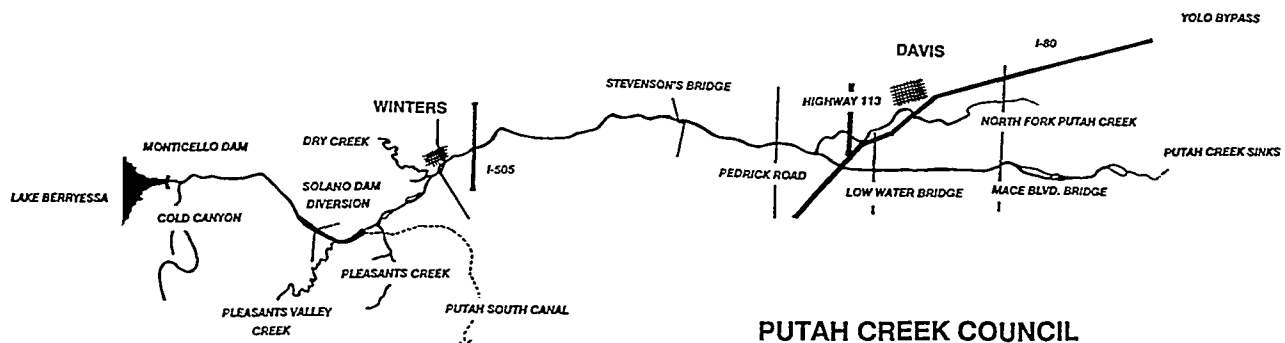 YOLO BYPASS
I-80
DAVIS
STEVENSON'S BRIDGE
HIGHWAY 113
WINTERS
NORTH FORK PUTAH CREEK
DRY CREEK
MONTICELLO DAM
PUTAH CREEK SINKS
I-505
PEDRICK ROAD
SOLANO DAM
DIVERSION
LOW WATER BRIDGE
MACE BLVD. BRIDGE
LAKE BERRYESSA
COLD CANYON
PLEASANTS CREEK
PLEASANTS VALLEY
CREEK
PUTAH SOUTH CANAL
PUTAH CREEK COUNCIL